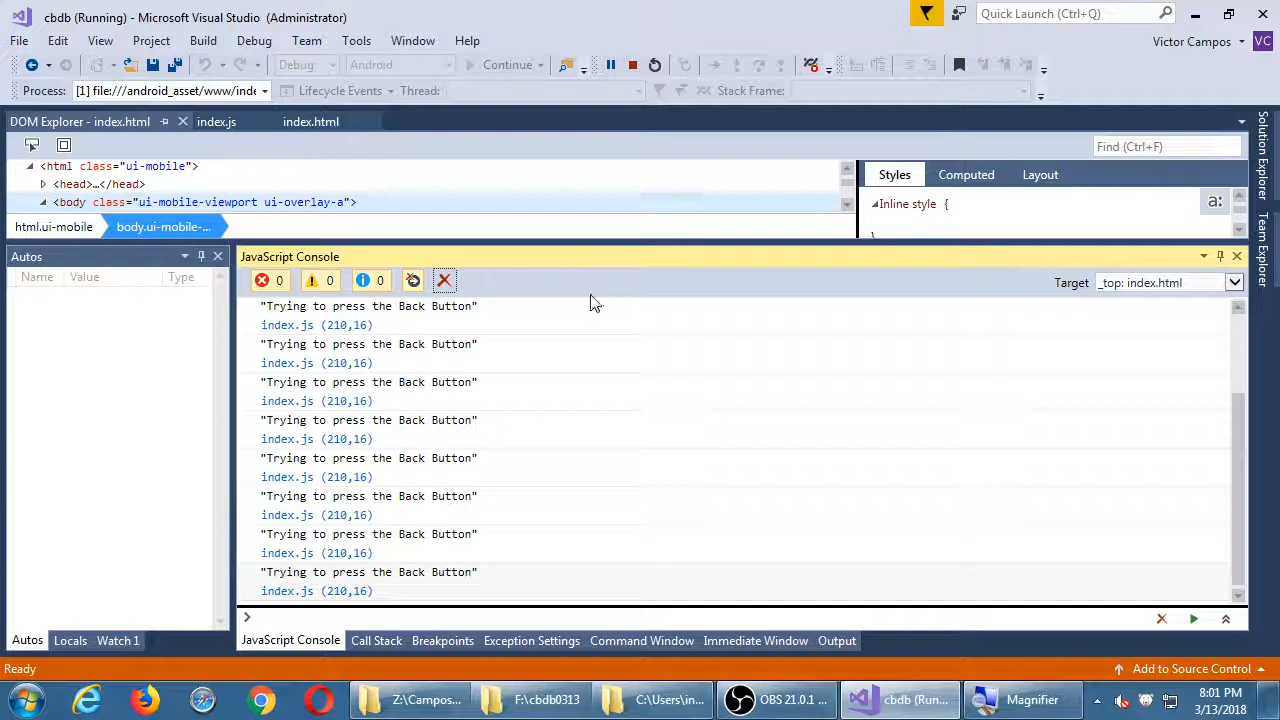 cbdb (Running) - Microsoft Visual Studio (Administrator)
Quick Launch (Ctrl+Q)
File Edit View Project Build Debug Team Tools Window Help
Victor Campos VC
Debug Android Continue
Process: [1] file:///android_asset/www/inde Lifecycle Events Thread: Stack Frame:
DOM Explorer - index.html index.js index.html
Find (Ctrl+F)
<html class="ui-mobile">
<head>…</head>
<body class="ui-mobile-viewport ui-overlay-a">
Styles Computed Layout
Inline style {
}
a:
html.ui-mobile body.ui-mobile-...
Solution Explorer
Team Explorer
Autos
Name Value Type
JavaScript Console
0 0 0
Target _top: index.html
"Trying to press the Back Button"
index.js (210,16)
"Trying to press the Back Button"
index.js (210,16)
"Trying to press the Back Button"
index.js (210,16)
"Trying to press the Back Button"
index.js (210,16)
"Trying to press the Back Button"
index.js (210,16)
"Trying to press the Back Button"
index.js (210,16)
"Trying to press the Back Button"
index.js (210,16)
"Trying to press the Back Button"
index.js (210,16)
Autos Locals Watch 1
JavaScript Console Call Stack Breakpoints Exception Settings Command Window Immediate Window Output
Ready
Add to Source Control
Z:\Campos... F:\cbdb0313 C:\Users\in... OBS 21.0.1 ... cbdb (Run... Magnifier
8:01 PM
3/13/2018